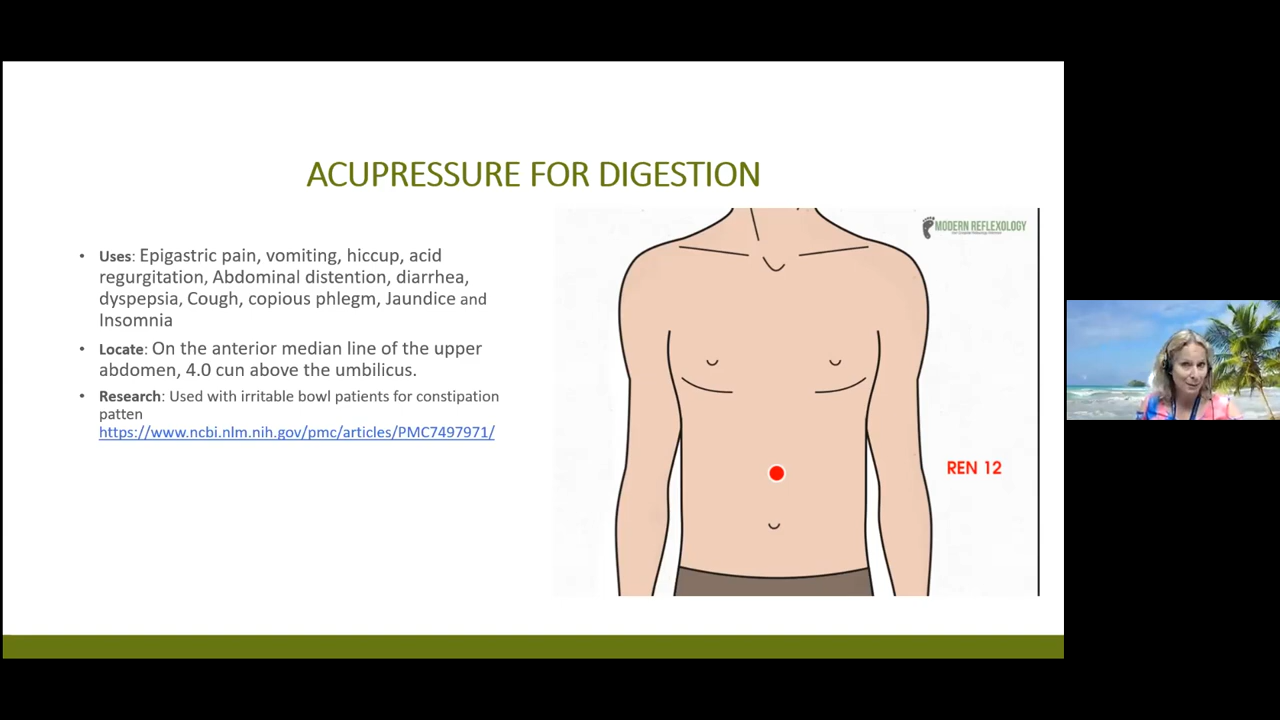 ACUPRESSURE FOR DIGESTION
• Uses: Epigastric pain, vomiting, hiccup, acid
regurgitation, Abdominal distention, diarrhea,
dyspepsia, Cough, copious phlegm, Jaundice and
Insomnia
• Locate: On the anterior median line of the upper
abdomen, 4.0 cun above the umbilicus.
• Research: Used with irritable bowl patients for constipation
patten
https://www.ncbi.nlm.nih.gov/pmc/articles/PMC7497971/
MODERN REFLEXOLOGY
REN 12